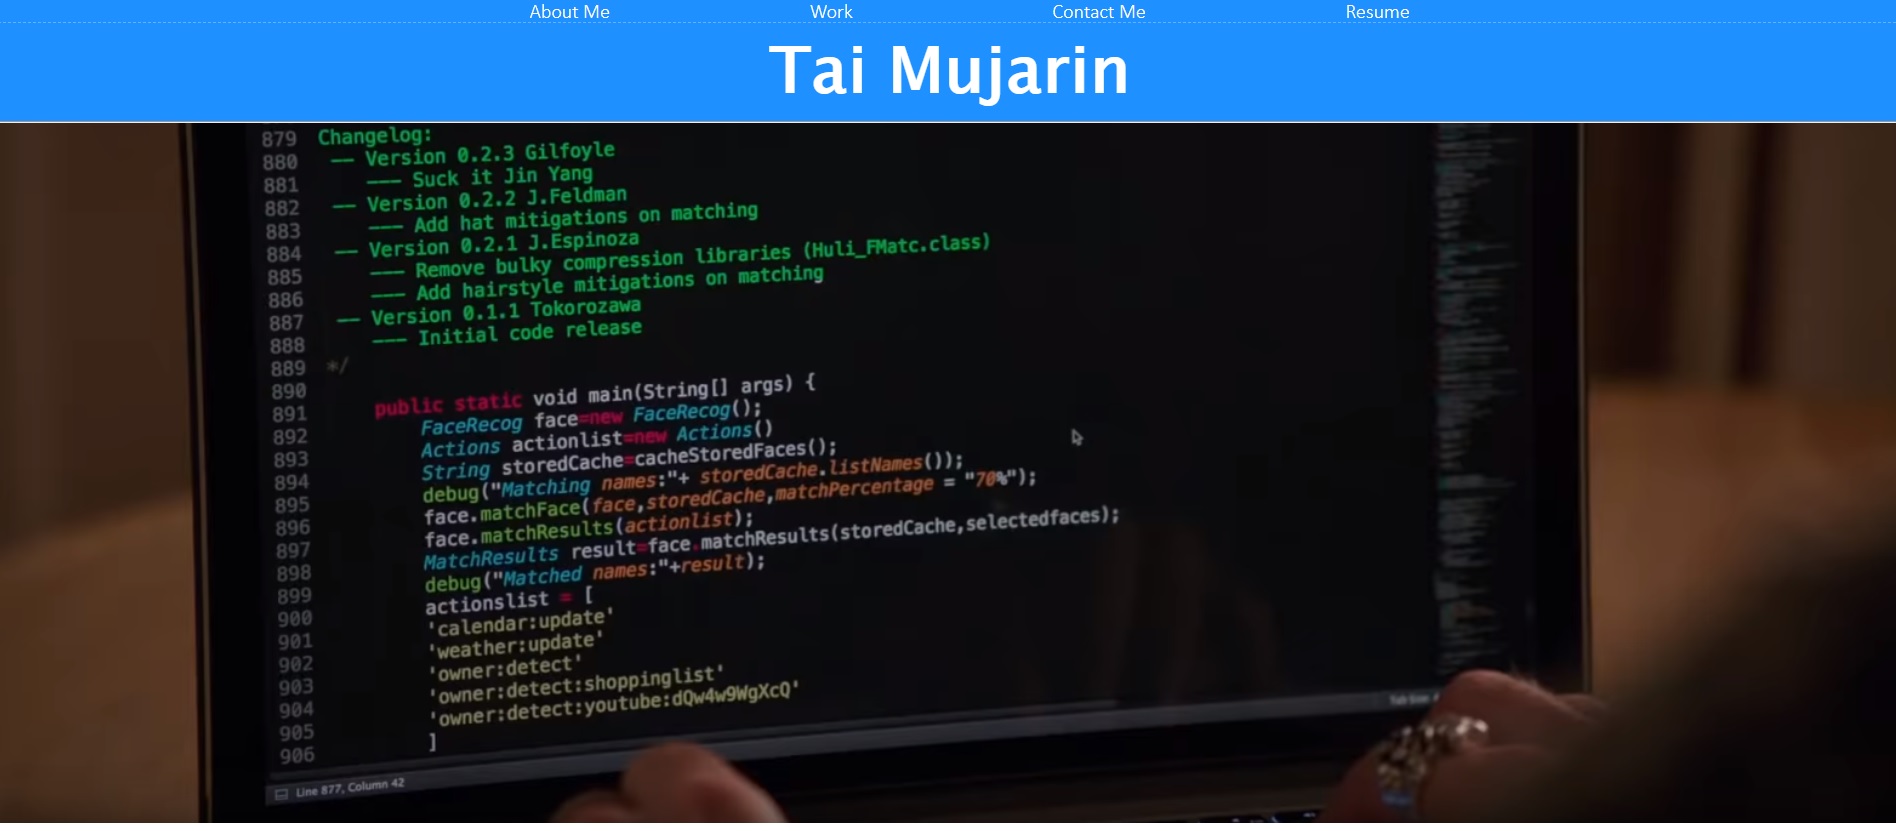 About Me Work Contact Me Resume
Tai Mujarin
879 Changelog:
880 -- Version 0.2.3 Gilfoyle
881 --- Suck it Jin Yang
882 -- Version 0.2.2 J.Feldman
883 --- Add hat mitigations on matching
884 -- Version 0.2.1 J.Espinoza
885 --- Remove bulky compression libraries (Huli_FMatc.class)
886 --- Add hairstyle mitigations on matching
887 -- Version 0.1.1 Tokorozawa
888 --- Initial code release
889 */
890
891 public static void main(String[] args) {
892 FaceRecog face=new FaceRecog();
893 Actions actionlist=new Actions()
894 String storedCache=cacheStoredFaces();
895 debug("Matching names:"+ storedCache.listNames());
896 face.matchFace(face,storedCache,matchPercentage = "70%");
897 face.matchResults(actionlist);
898 MatchResults result=face.matchResults(storedCache,selectedfaces);
899 debug("Matched names:"+result);
900 actionslist = [
901 'calendar:update'
902 'weather:update'
903 'owner:detect'
904 'owner:detect:shoppinglist'
905 'owner:detect:youtube:dQw4w9WgXcQ'
906 ]
Line 877, Column 42
Tab Size: